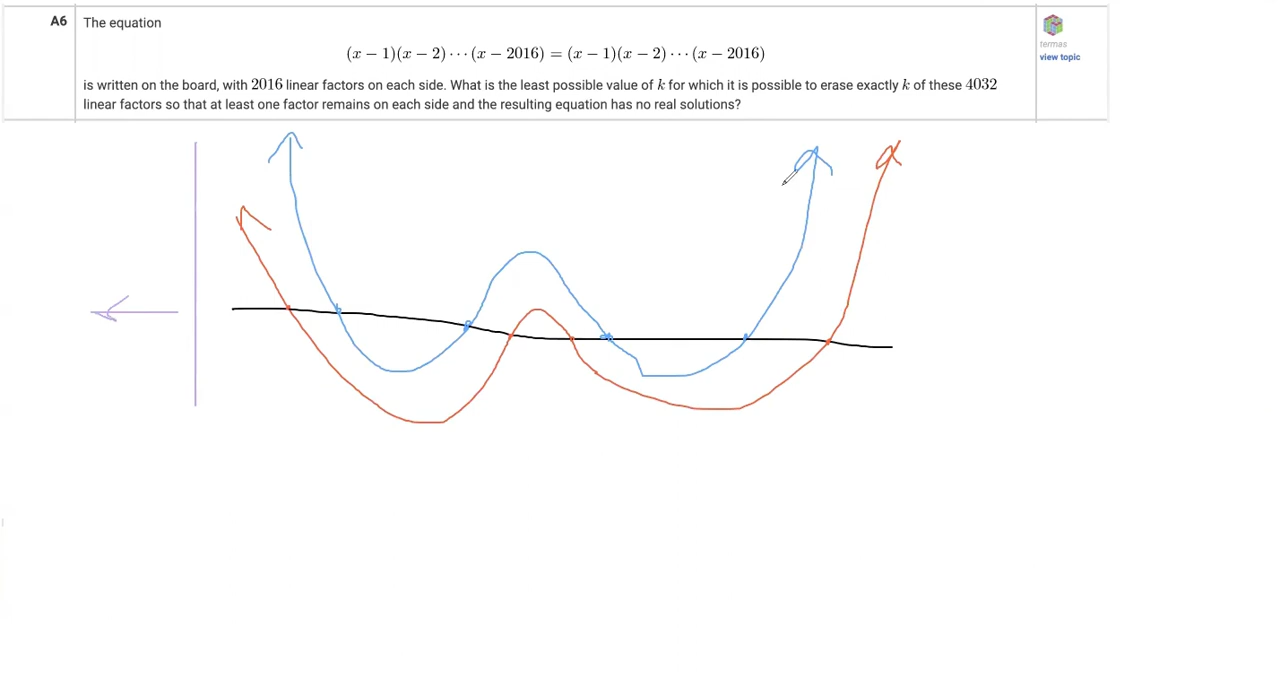 A6 The equation
(x − 1)(x − 2) · · · (x − 2016) = (x − 1)(x − 2) · · · (x − 2016)
is written on the board, with 2016 linear factors on each side. What is the least possible value of k for which it is possible to erase exactly k of these 4032
linear factors so that at least one factor remains on each side and the resulting equation has no real solutions?
termas
view topic